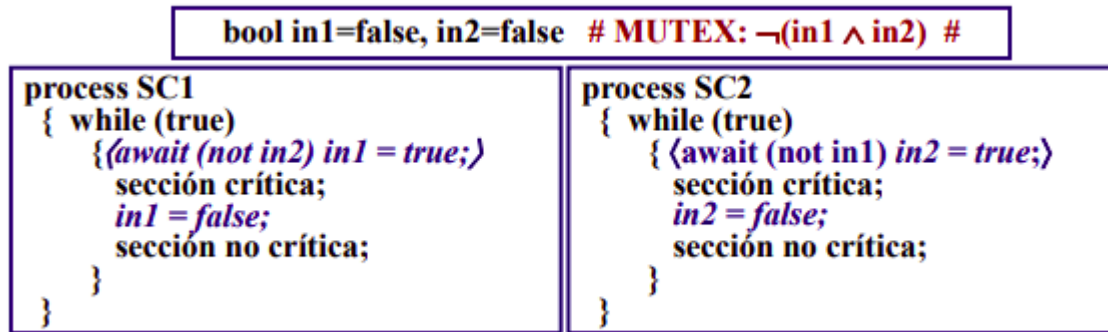 bool in1=false, in2=false # MUTEX: ¬(in1 ∧ in2) #
process SC1
{ while (true)
{⟨await (not in2) in1 = true;⟩
sección crítica;
in1 = false;
sección no crítica;
}
}
process SC2
{ while (true)
{ ⟨await (not in1) in2 = true;⟩
sección crítica;
in2 = false;
sección no crítica;
}
}